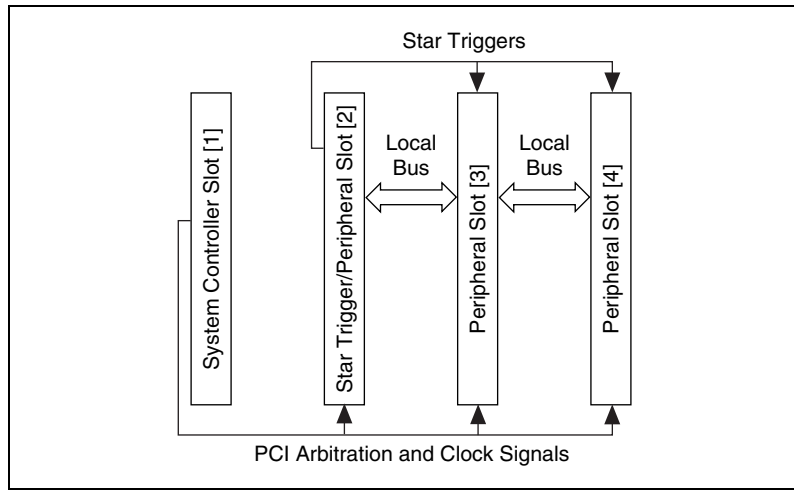 Star Triggers
System Controller Slot [1]
Star Trigger/Peripheral Slot [2]
Local
Bus
Peripheral Slot [3]
Local
Bus
Peripheral Slot [4]
PCI Arbitration and Clock Signals